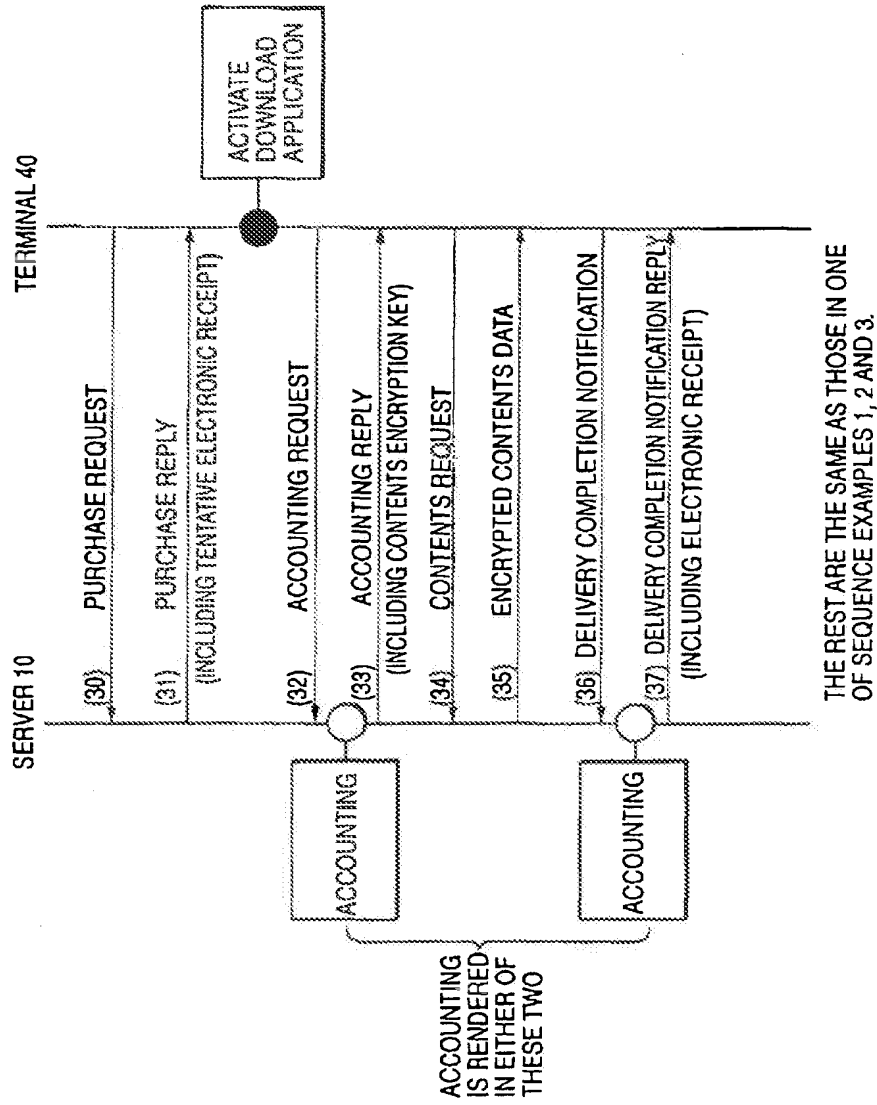 SERVER 10
TERMINAL 40
(30) PURCHASE REQUEST
(31) PURCHASE REPLY
(INCLUDING TENTATIVE ELECTRONIC RECEIPT)
ACTIVATE
DOWNLOAD
APPLICATION
(32) ACCOUNTING REQUEST
ACCOUNTING
(33) ACCOUNTING REPLY
(INCLUDING CONTENTS ENCRYPTION KEY)
(34) CONTENTS REQUEST
(35) ENCRYPTED CONTENTS DATA
(36) DELIVERY COMPLETION NOTIFICATION
ACCOUNTING
(37) DELIVERY COMPLETION NOTIFICATION REPLY
(INCLUDING ELECTRONIC RECEIPT)
ACCOUNTING
IS RENDERED
IN EITHER OF
THESE TWO
THE REST ARE THE SAME AS THOSE IN ONE
OF SEQUENCE EXAMPLES 1, 2 AND 3.